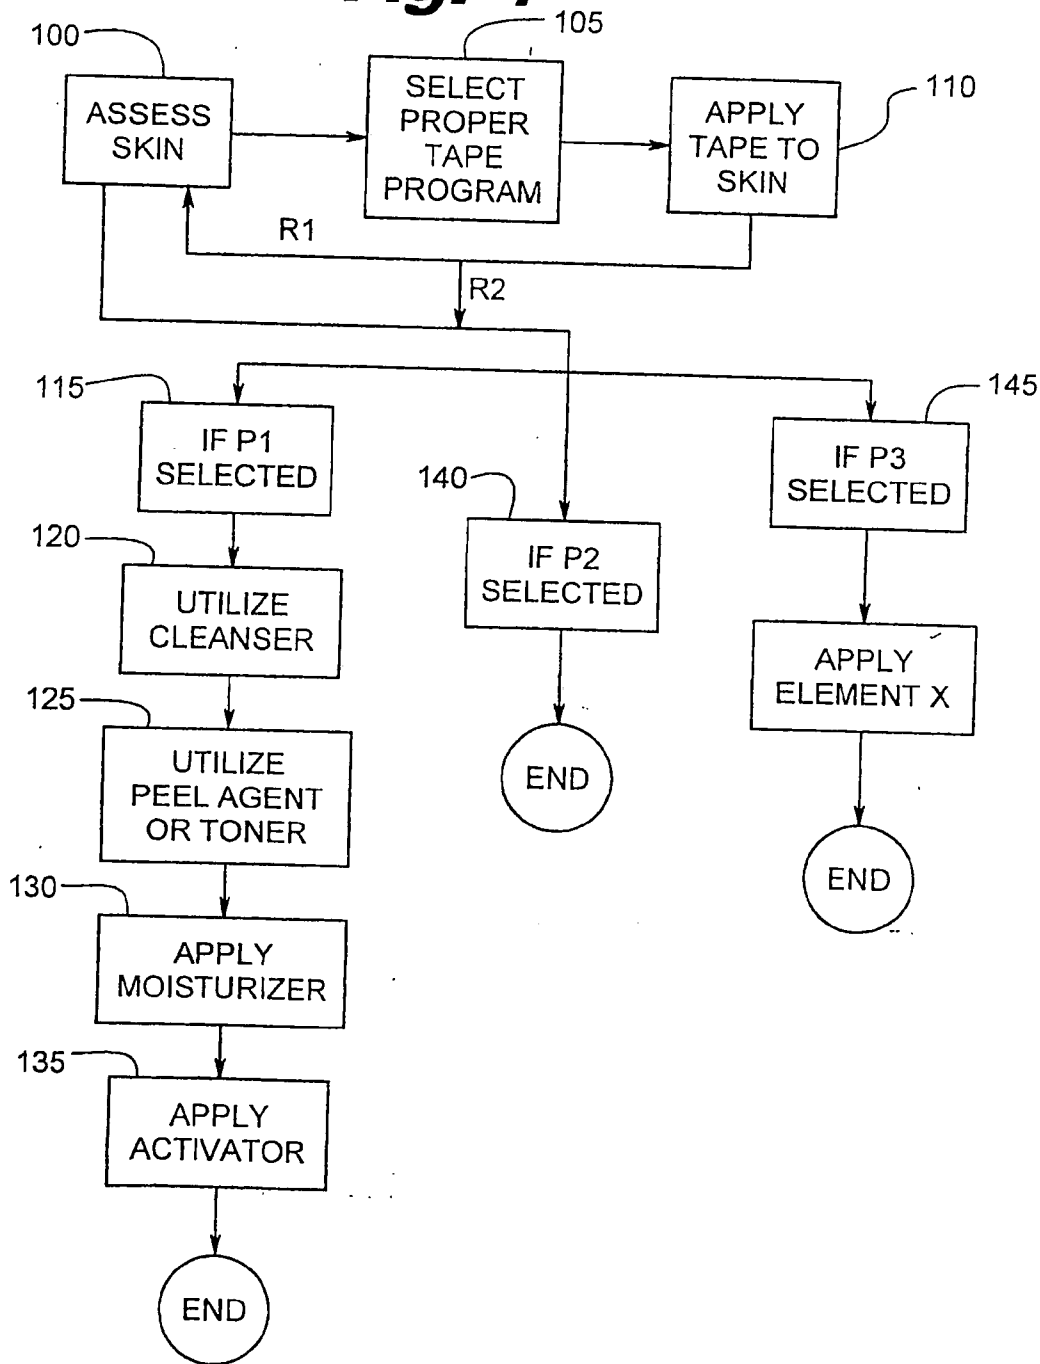 Fig.
100
105
110
ASSESS
SKIN
SELECT
PROPER
TAPE
PROGRAM
APPLY
TAPE TO
SKIN
R1
R2
115
IF P1
SELECTED
140
IF P2
SELECTED
145
IF P3
SELECTED
120
UTILIZE
CLEANSER
APPLY
ELEMENT X
125
UTILIZE
PEEL AGENT
OR TONER
END
END
130
APPLY
MOISTURIZER
135
APPLY
ACTIVATOR
END